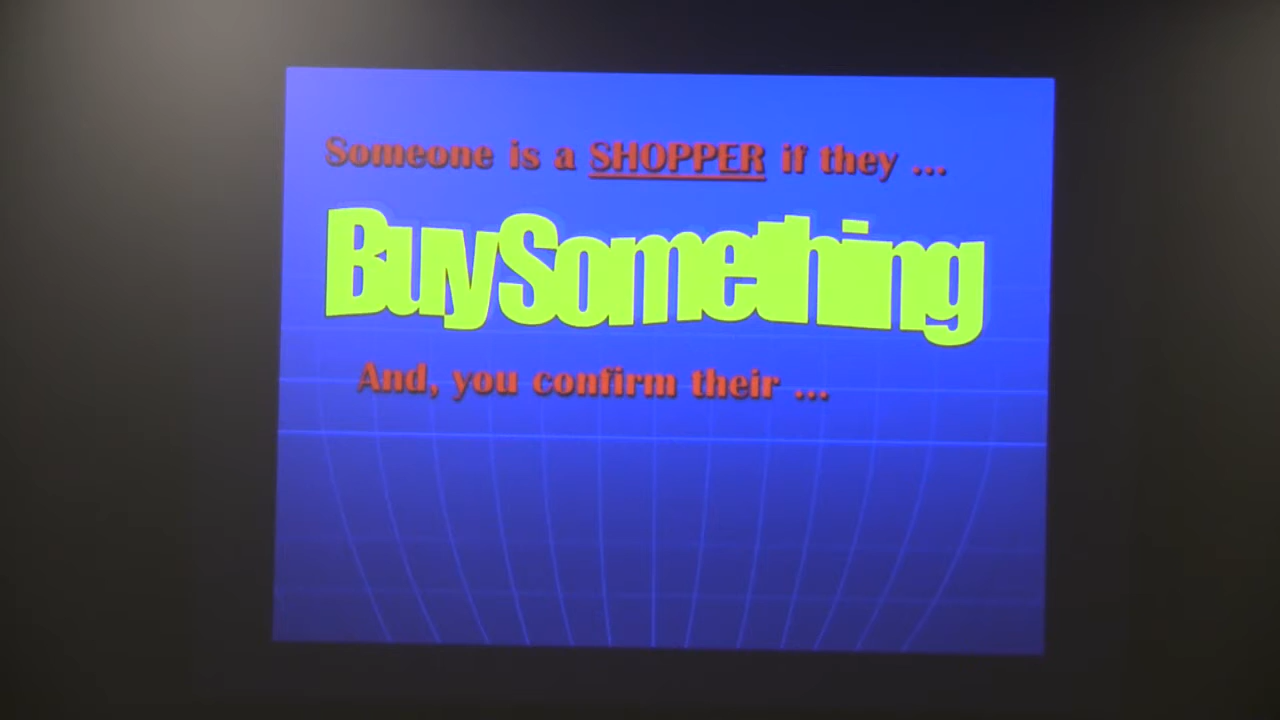 Someone is a SHOPPER if they ...
BuySomething
And, you confirm their ...